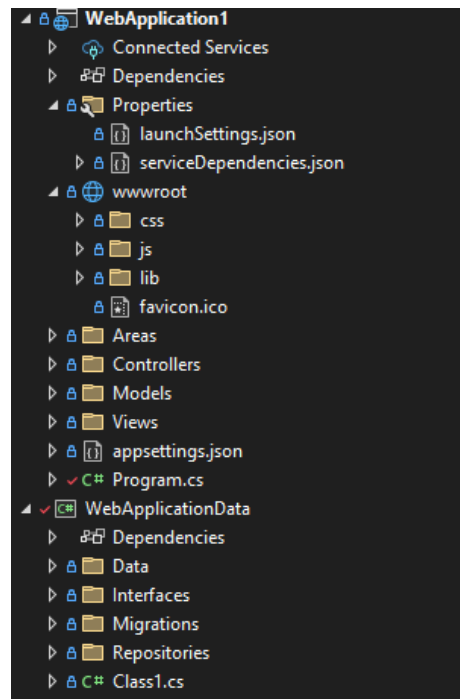 WebApplication1
Connected Services
Dependencies
Properties
launchSettings.json
serviceDependencies.json
wwwroot
css
js
lib
favicon.ico
Areas
Controllers
Models
Views
appsettings.json
C# Program.cs
C# WebApplicationData
Dependencies
Data
Interfaces
Migrations
Repositories
C# Class1.cs